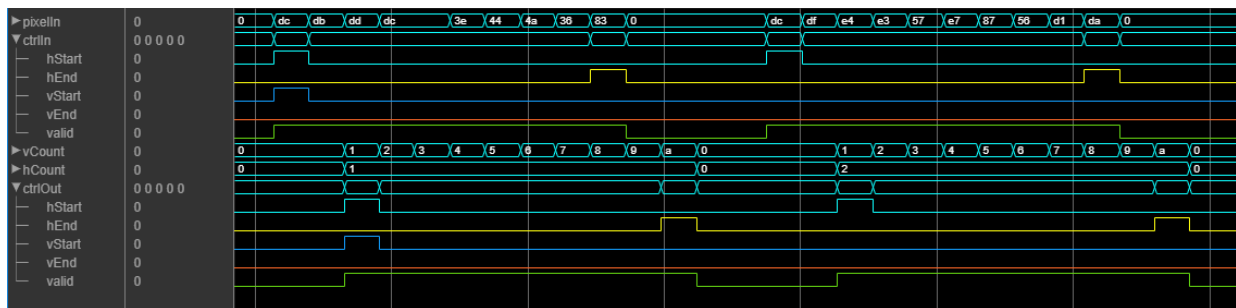 pixelIn 0 0 dc db dd dc 3e 44 4a 36 83 0 dc df e4 e3 57 e7 87 56 d1 da 0
ctrlIn 0 0 0 0 0
hStart 0
hEnd 0
vStart 0
vEnd 0
valid 0
vCount 0 0 1 2 3 4 5 6 7 8 9 a 0 1 2 3 4 5 6 7 8 9 a 0
hCount 0 0 1 0 2 0
ctrlOut 0 0 0 0 0
hStart 0
hEnd 0
vStart 0
vEnd 0
valid 0